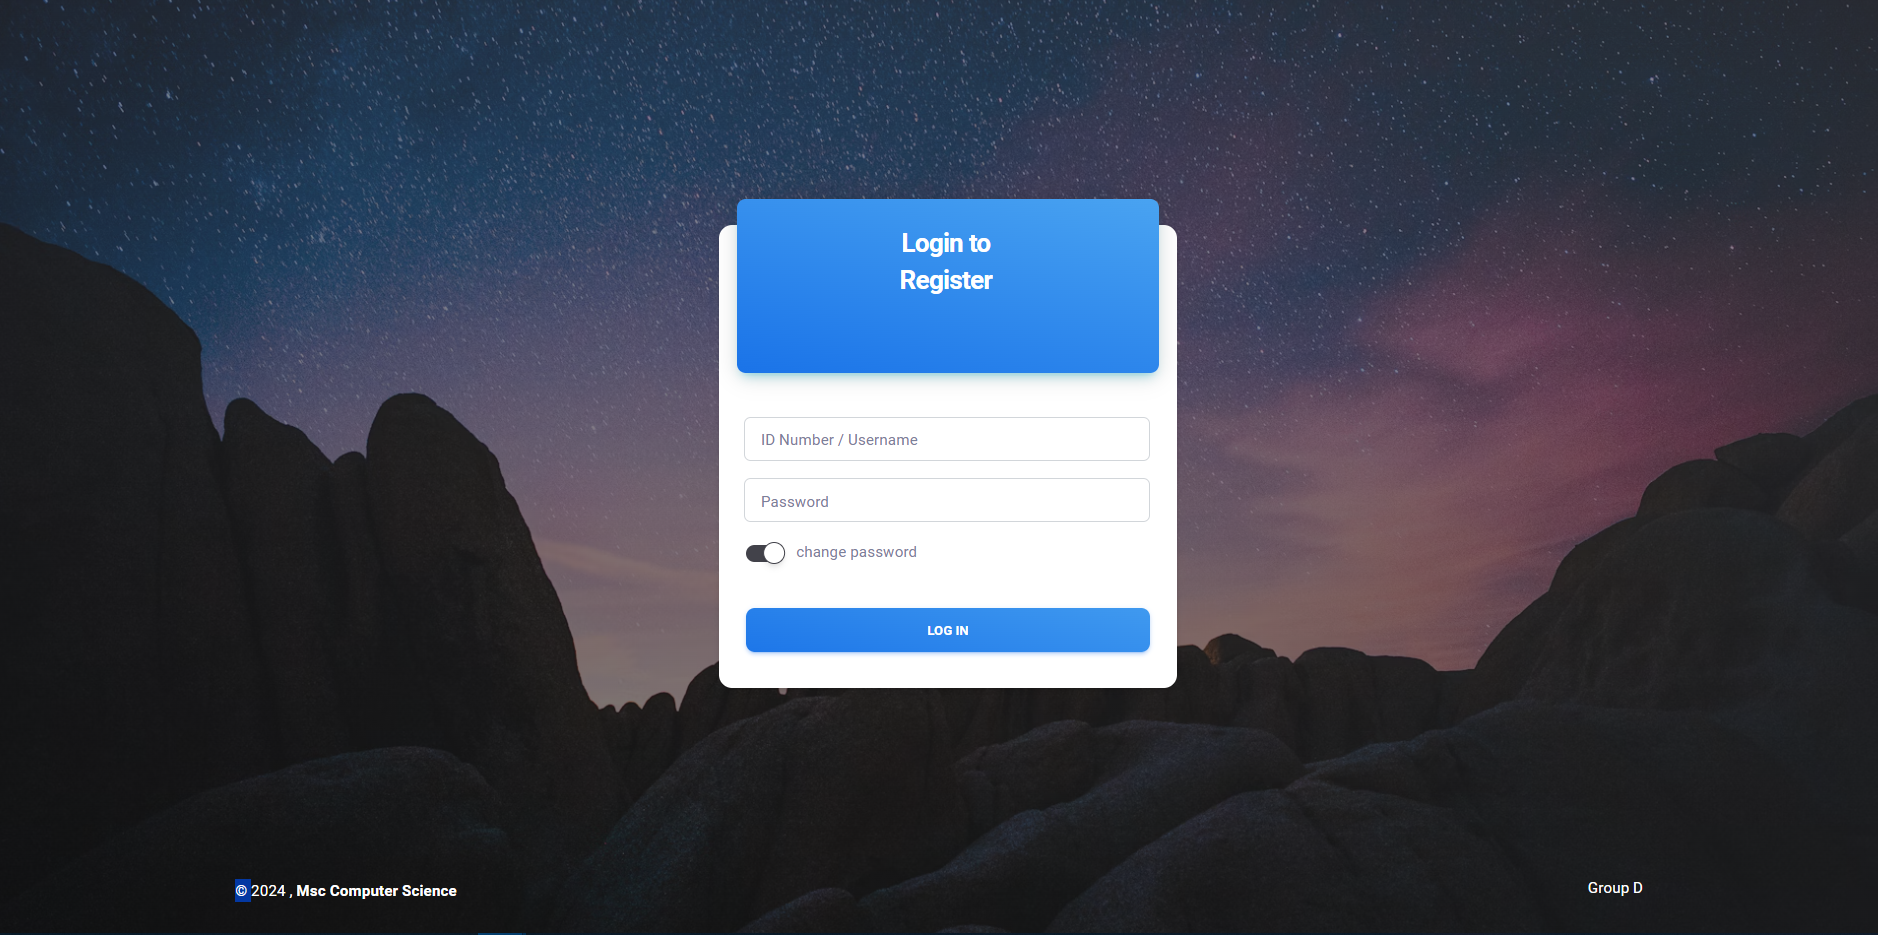 Login to
Register
ID Number / Username
Password
change password
LOG IN
© 2024 , Msc Computer Science
Group D